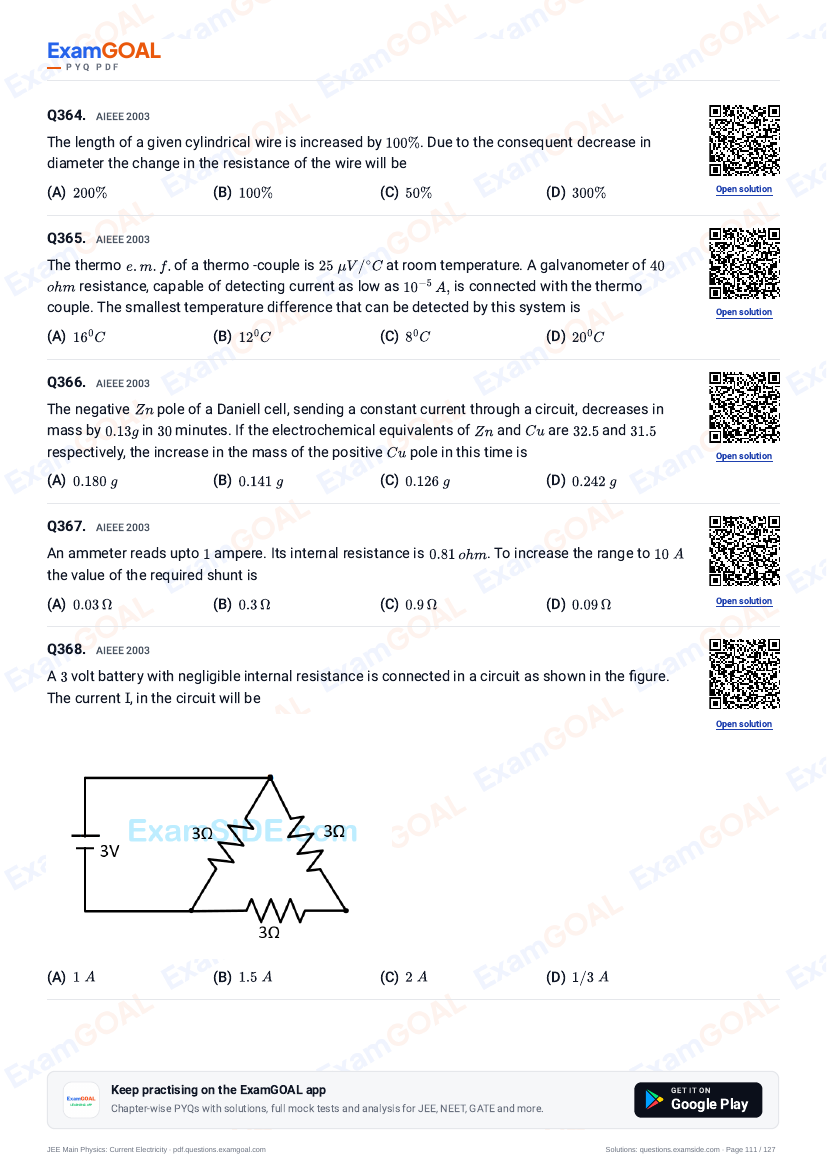 ExamGOAL
PYQ PDF
Q364. AIEEE 2003
The length of a given cylindrical wire is increased by 100%. Due to the consequent decrease in
diameter the change in the resistance of the wire will be
(A) 200% (B) 100% (C) 50% (D) 300%
Open solution
Q365. AIEEE 2003
The thermo e.m.f. of a thermo -couple is 25 μV/°C at room temperature. A galvanometer of 40
ohm resistance, capable of detecting current as low as 10⁻⁵ A, is connected with the thermo
couple. The smallest temperature difference that can be detected by this system is
(A) 16⁰C (B) 12⁰C (C) 8⁰C (D) 20⁰C
Open solution
Q366. AIEEE 2003
The negative Zn pole of a Daniell cell, sending a constant current through a circuit, decreases in
mass by 0.13g in 30 minutes. If the electrochemical equivalents of Zn and Cu are 32.5 and 31.5
respectively, the increase in the mass of the positive Cu pole in this time is
(A) 0.180 g (B) 0.141 g (C) 0.126 g (D) 0.242 g
Open solution
Q367. AIEEE 2003
An ammeter reads upto 1 ampere. Its internal resistance is 0.81 ohm. To increase the range to 10 A
the value of the required shunt is
(A) 0.03 Ω (B) 0.3 Ω (C) 0.9 Ω (D) 0.09 Ω
Open solution
Q368. AIEEE 2003
A 3 volt battery with negligible internal resistance is connected in a circuit as shown in the figure.
The current I, in the circuit will be
Open solution
ExamSIDE.com
3Ω 3Ω
3V
3Ω
(A) 1 A (B) 1.5 A (C) 2 A (D) 1/3 A
Keep practising on the ExamGOAL app
Chapter-wise PYQs with solutions, full mock tests and analysis for JEE, NEET, GATE and more.
ExamGOAL
GET IT ON
Google Play
JEE Main Physics: Current Electricity · pdf.questions.examgoal.com
Solutions: questions.examside.com · Page 111 / 127